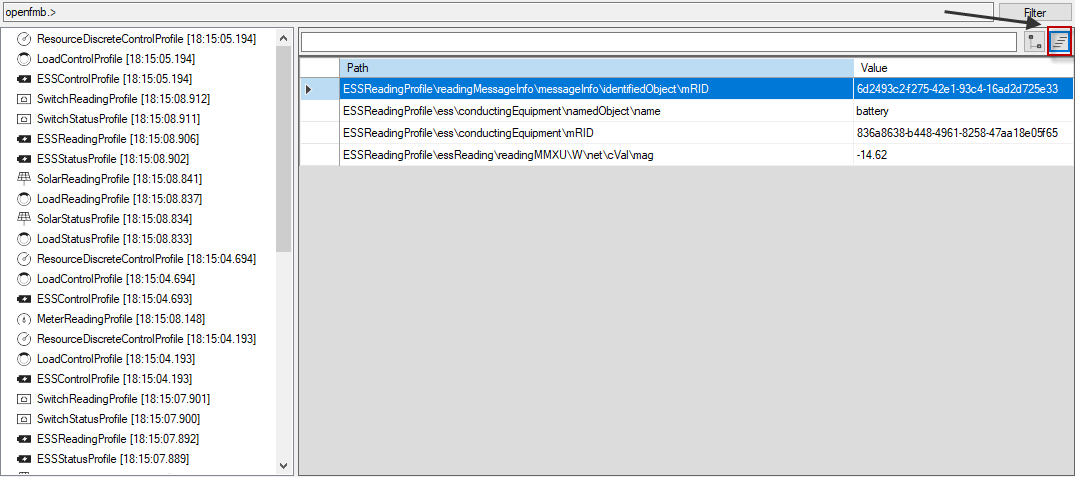 openfmb.>
Filter
ResourceDiscreteControlProfile [18:15:05.194]
LoadControlProfile [18:15:05.194]
ESSControlProfile [18:15:05.194]
SwitchReadingProfile [18:15:08.912]
SwitchStatusProfile [18:15:08.911]
ESSReadingProfile [18:15:08.906]
ESSStatusProfile [18:15:08.902]
SolarReadingProfile [18:15:08.841]
LoadReadingProfile [18:15:08.837]
SolarStatusProfile [18:15:08.834]
LoadStatusProfile [18:15:08.833]
ResourceDiscreteControlProfile [18:15:04.694]
LoadControlProfile [18:15:04.694]
ESSControlProfile [18:15:04.693]
MeterReadingProfile [18:15:08.148]
ResourceDiscreteControlProfile [18:15:04.193]
LoadControlProfile [18:15:04.193]
ESSControlProfile [18:15:04.193]
SwitchReadingProfile [18:15:07.901]
SwitchStatusProfile [18:15:07.900]
ESSReadingProfile [18:15:07.892]
ESSStatusProfile [18:15:07.889]
Path Value
ESSReadingProfile\readingMessageInfo\messageInfo\identifiedObject\mRID 6d2493c2-f275-42e1-93c4-16ad2d725e33
ESSReadingProfile\ess\conductingEquipment\namedObject\name battery
ESSReadingProfile\ess\conductingEquipment\mRID 836a8638-b448-4961-8258-47aa18e05f65
ESSReadingProfile\essReading\readingMMXU\W\net\cVal\mag -14.62